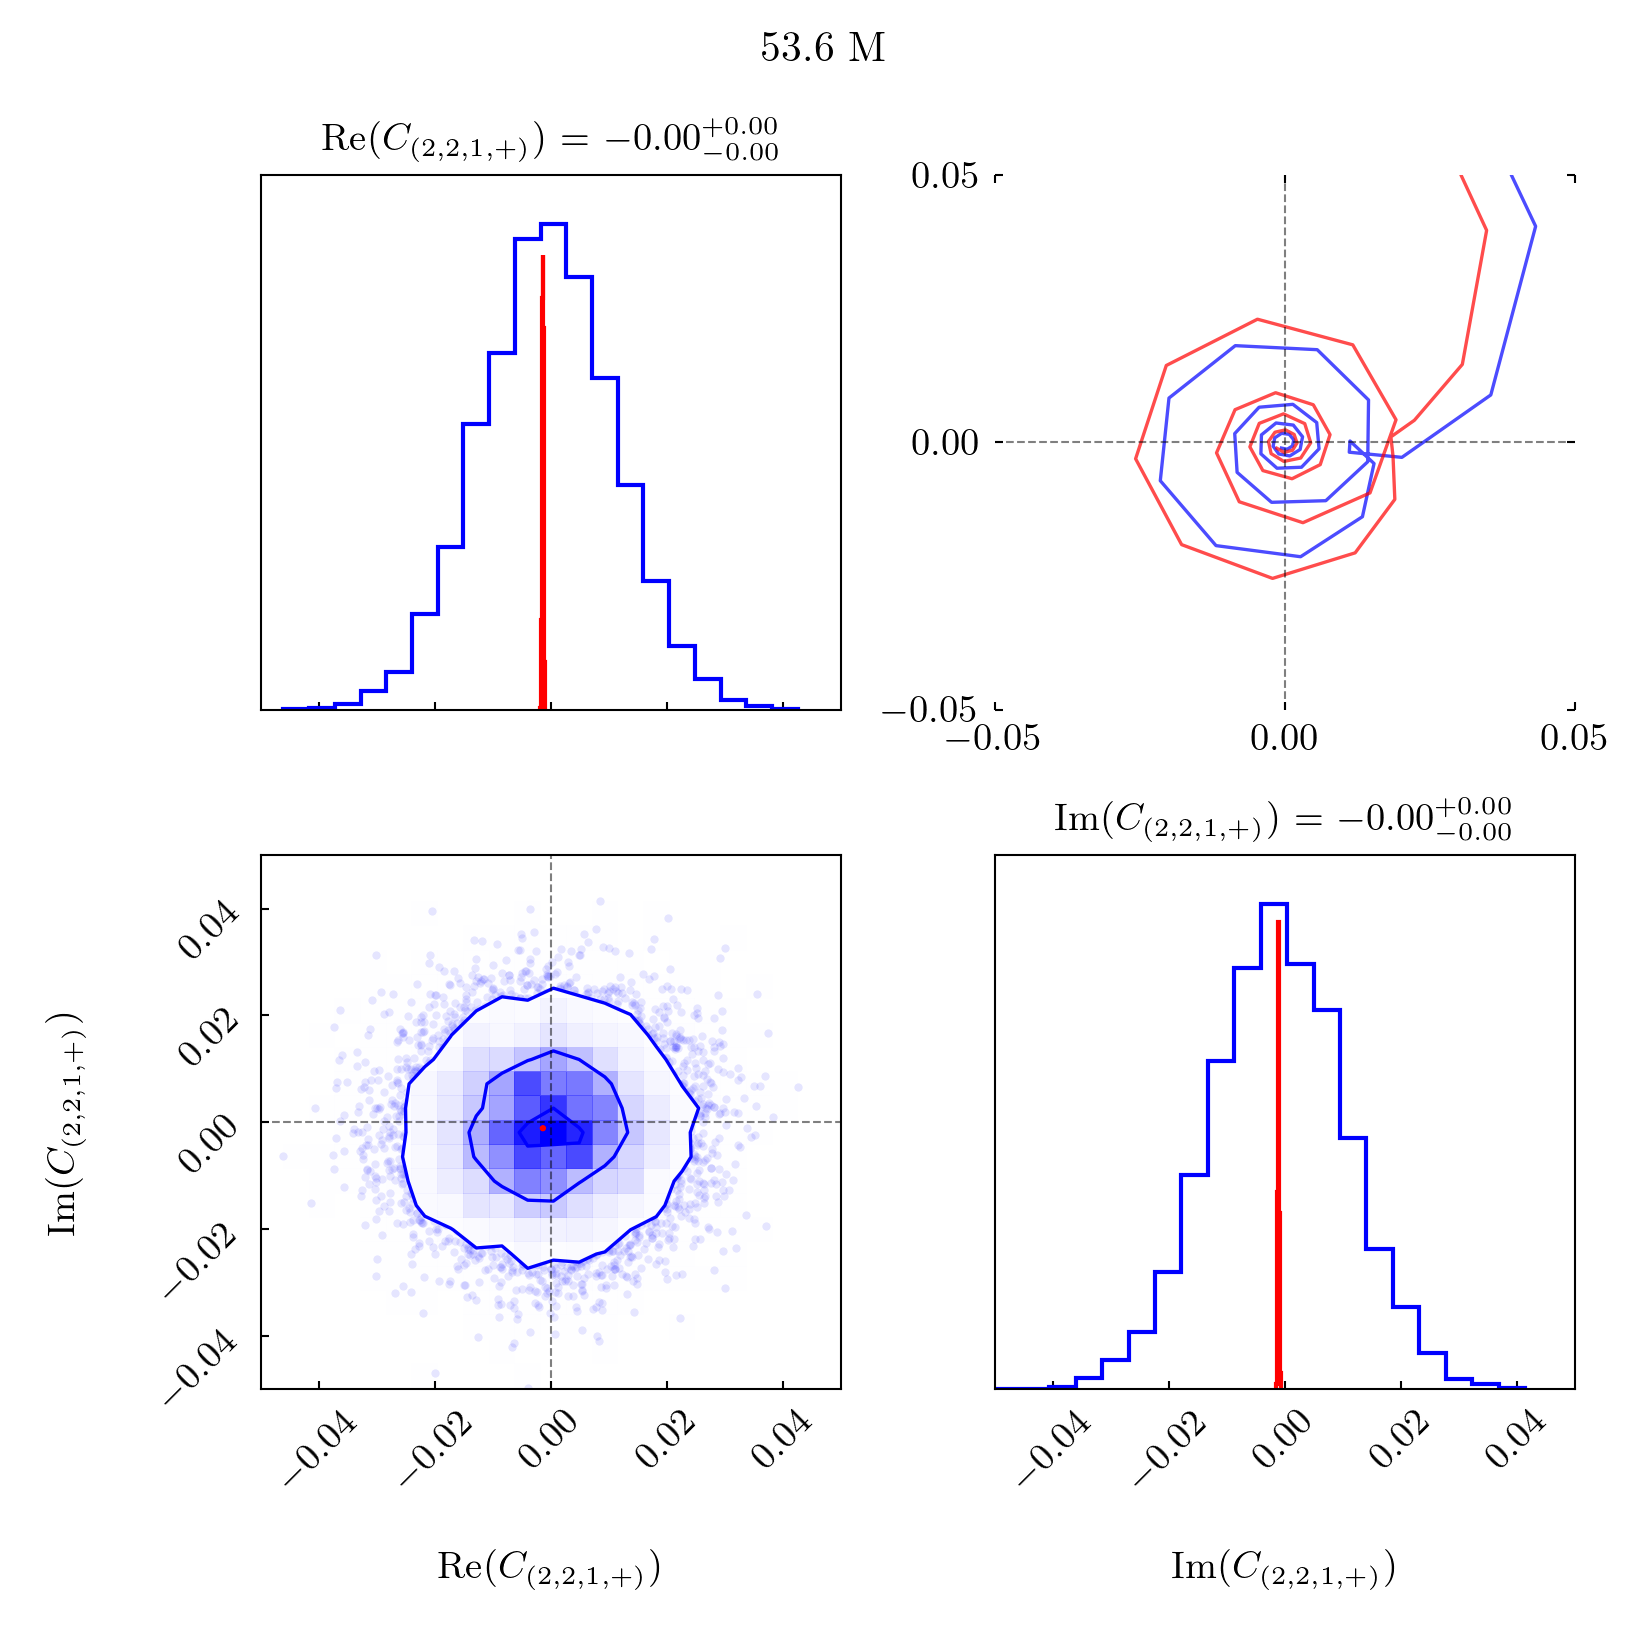 53.6 M
Re(C_{(2,2,1,+)}) = −0.00^{+0.00}_{−0.00}
0.05
0.00
−0.05
−0.05 0.00 0.05
Im(C_{(2,2,1,+)}) = −0.00^{+0.00}_{−0.00}
Im(C_{(2,2,1,+)})
0.04
0.02
0.00
−0.02
−0.04
−0.04 −0.02 0.00 0.02 0.04
−0.04 −0.02 0.00 0.02 0.04
Re(C_{(2,2,1,+)})
Im(C_{(2,2,1,+)})